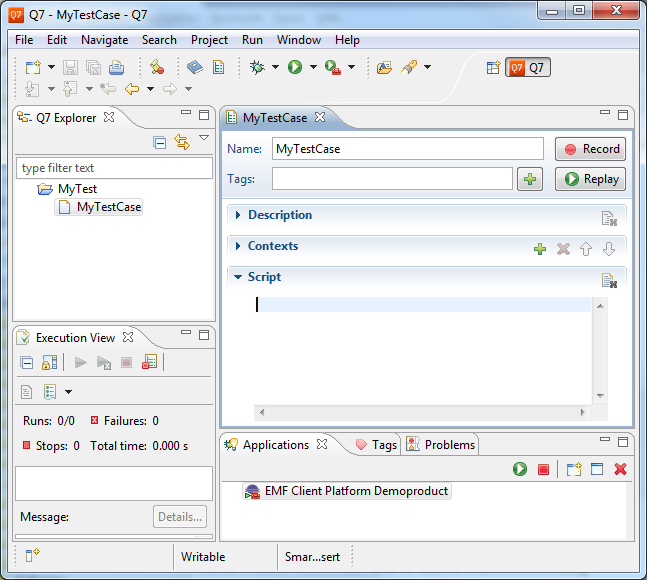 Q7 - MyTestCase - Q7
File Edit Navigate Search Project Run Window Help
Q7 Q7
Q7 Explorer
type filter text
MyTest
MyTestCase
MyTestCase
Name: MyTestCase Record
Tags: Replay
Description
Contexts
Script
Execution View
Runs: 0/0 Failures: 0
Stops: 0 Total time: 0.000 s
Message: Details...
Applications Tags Problems
EMF Client Platform Demoproduct
Writable Smar...sert